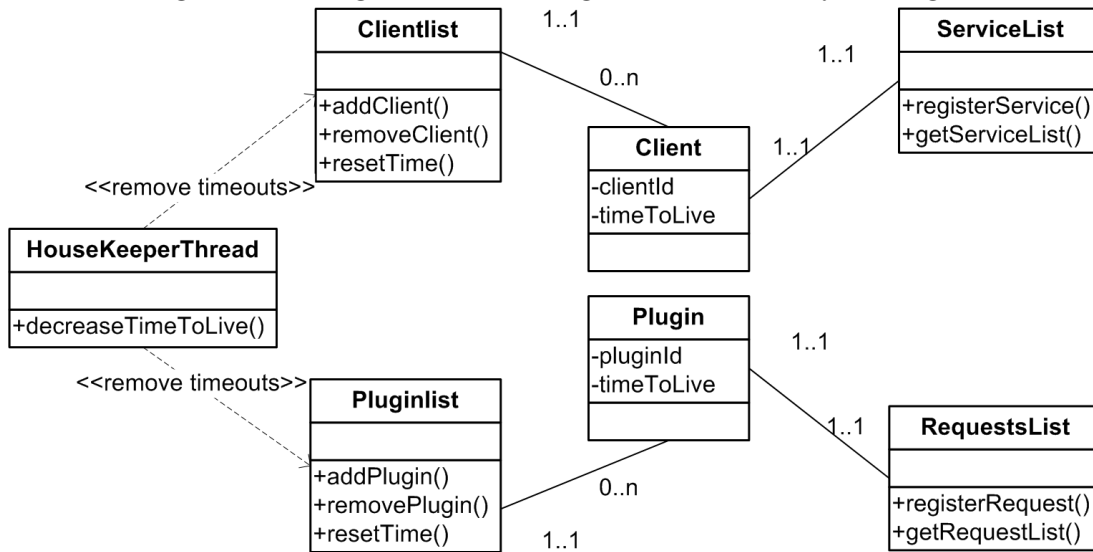 Clientlist
+addClient()
+removeClient()
+resetTime()
1..1
0..n
ServiceList
+registerService()
+getServiceList()
1..1
1..1
Client
-clientId
-timeToLive
<<remove timeouts>>
HouseKeeperThread
+decreaseTimeToLive()
<<remove timeouts>>
Plugin
-pluginId
-timeToLive
1..1
1..1
Pluginlist
+addPlugin()
+removePlugin()
+resetTime()
0..n
1..1
RequestsList
+registerRequest()
+getRequestList()